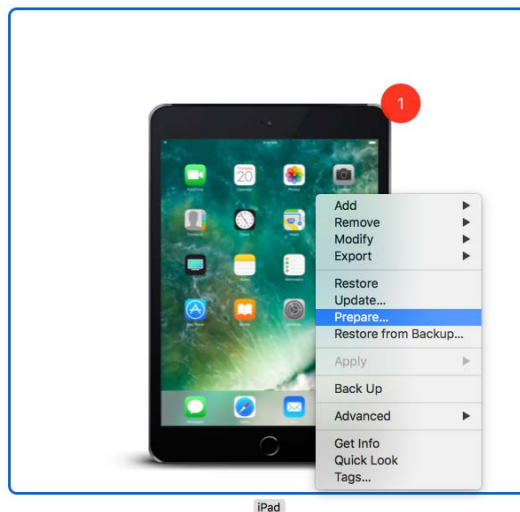 1
20
Add
Remove
Modify
Export
Restore
Update...
Prepare...
Restore from Backup...
Apply
Back Up
Advanced
Get Info
Quick Look
Tags...
iPad